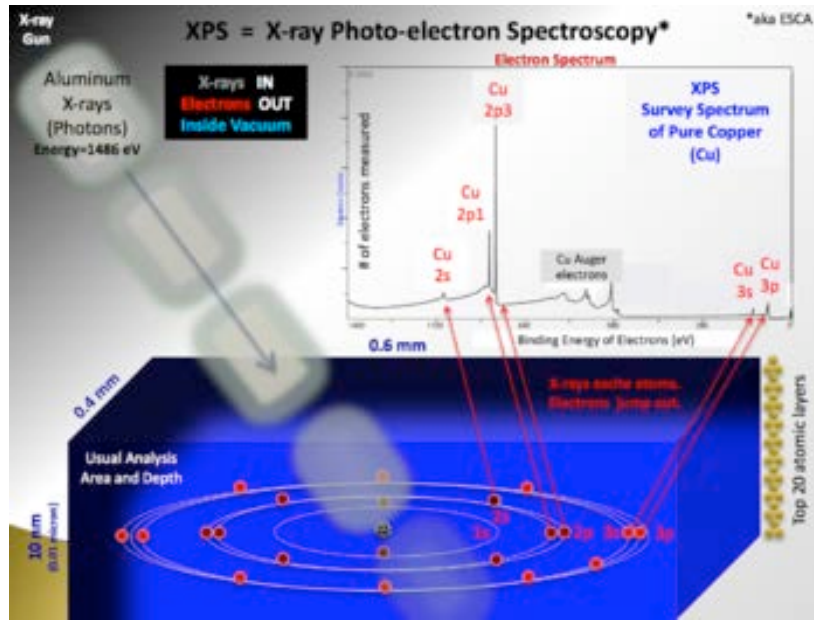 X-ray
Gun
XPS = X-ray Photo-electron Spectroscopy*
*aka ESCA
Aluminum
X-rays
(Photons)
Energy=1486 eV
X-rays IN
Electrons OUT
Inside Vacuum
Electron Spectrum
# of electrons measured
Cu
2p3
Cu
2p1
Cu
2s
Cu Auger
electrons
XPS
Survey Spectrum
of Pure Copper
(Cu)
Cu
3s
Cu
3p
Binding Energy of Electrons (eV)
0.6 mm
0.4 mm
X-rays excite atoms.
Electrons jump out.
Usual Analysis
Area and Depth
10 nm
(0.01 micron)
1s
2s
2p
3s
3p
Top 20 atomic layers